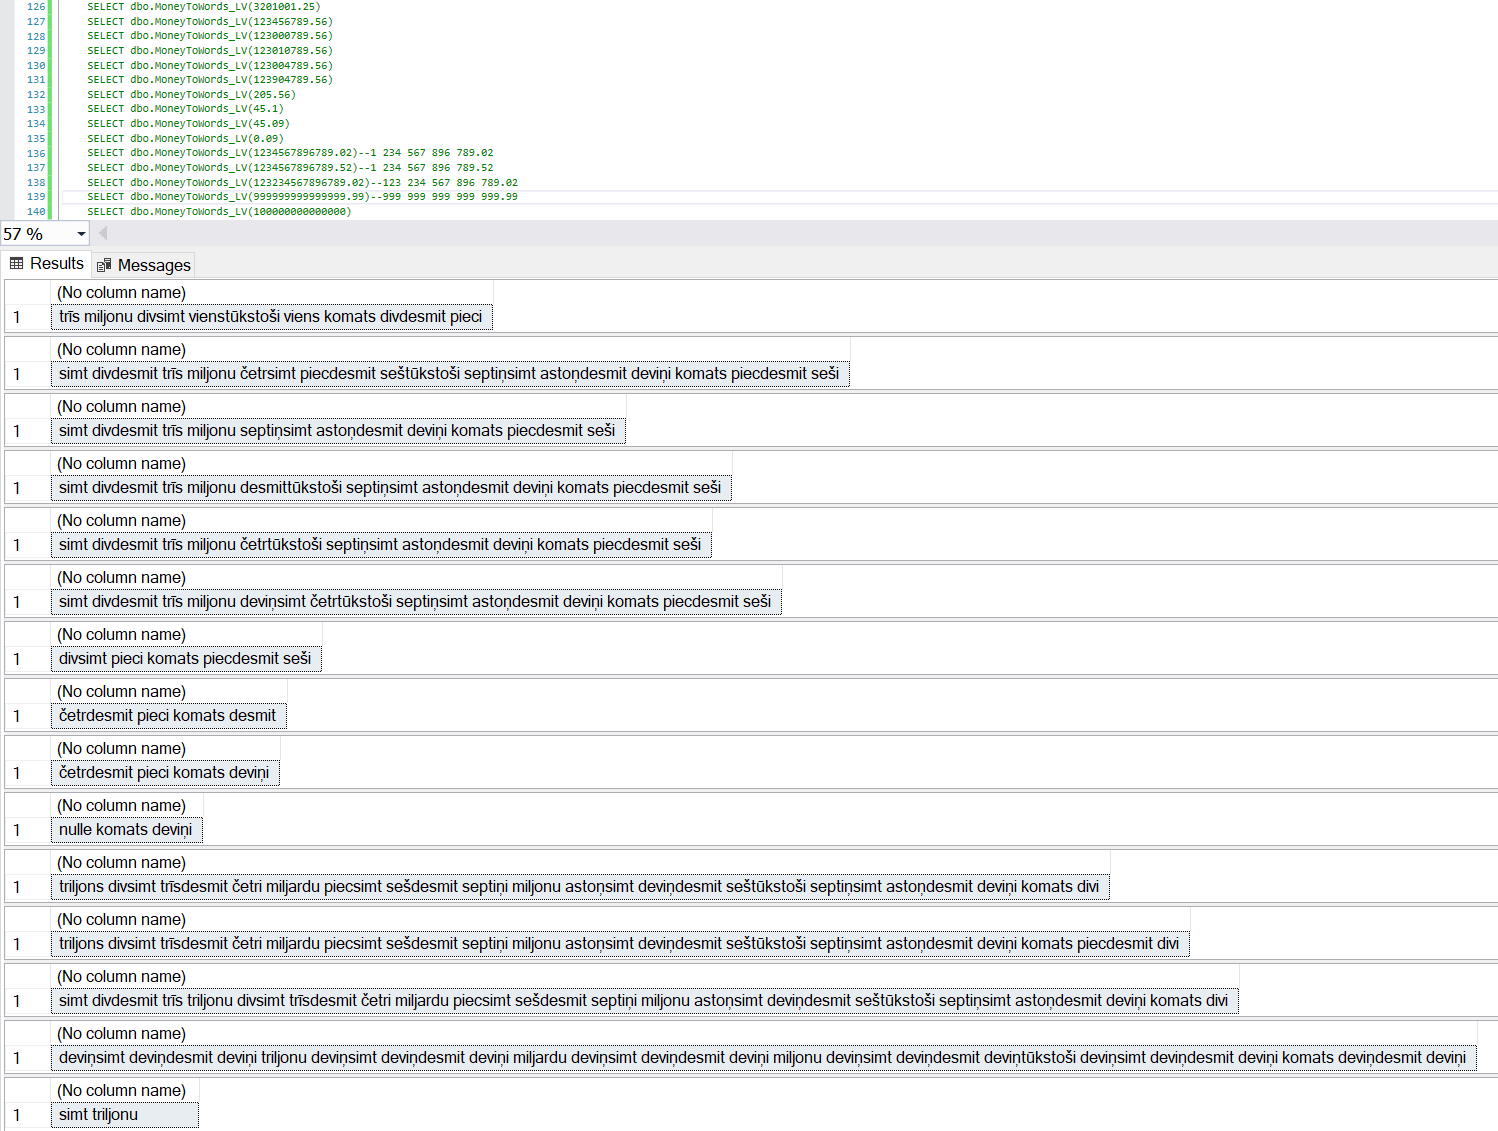 126 SELECT dbo.MoneyToWords_LV(3201001.25)
127 SELECT dbo.MoneyToWords_LV(123456789.56)
128 SELECT dbo.MoneyToWords_LV(123000789.56)
129 SELECT dbo.MoneyToWords_LV(123010789.56)
130 SELECT dbo.MoneyToWords_LV(123004789.56)
131 SELECT dbo.MoneyToWords_LV(123904789.56)
132 SELECT dbo.MoneyToWords_LV(205.56)
133 SELECT dbo.MoneyToWords_LV(45.1)
134 SELECT dbo.MoneyToWords_LV(45.09)
135 SELECT dbo.MoneyToWords_LV(0.09)
136 SELECT dbo.MoneyToWords_LV(1234567896789.02)--1 234 567 896 789.02
137 SELECT dbo.MoneyToWords_LV(1234567896789.52)--1 234 567 896 789.52
138 SELECT dbo.MoneyToWords_LV(123234567896789.02)--123 234 567 896 789.02
139 SELECT dbo.MoneyToWords_LV(999999999999999.99)--999 999 999 999 999.99
140 SELECT dbo.MoneyToWords_LV(100000000000000)
57 %
Results Messages
(No column name)
1 trīs miljonu divsimt vienstūkstoši viens komats divdesmit pieci
(No column name)
1 simt divdesmit trīs miljonu četrsimt piecdesmit seštūkstoši septiņsimt astoņdesmit deviņi komats piecdesmit seši
(No column name)
1 simt divdesmit trīs miljonu septiņsimt astoņdesmit deviņi komats piecdesmit seši
(No column name)
1 simt divdesmit trīs miljonu desmittūkstoši septiņsimt astoņdesmit deviņi komats piecdesmit seši
(No column name)
1 simt divdesmit trīs miljonu četrtūkstoši septiņsimt astoņdesmit deviņi komats piecdesmit seši
(No column name)
1 simt divdesmit trīs miljonu deviņsimt četrtūkstoši septiņsimt astoņdesmit deviņi komats piecdesmit seši
(No column name)
1 divsimt pieci komats piecdesmit seši
(No column name)
1 četrdesmit pieci komats desmit
(No column name)
1 četrdesmit pieci komats deviņi
(No column name)
1 nulle komats deviņi
(No column name)
1 triljons divsimt trīsdesmit četri miljardu piecsimt sešdesmit septiņi miljonu astoņsimt deviņdesmit seštūkstoši septiņsimt astoņdesmit deviņi komats divi
(No column name)
1 triljons divsimt trīsdesmit četri miljardu piecsimt sešdesmit septiņi miljonu astoņsimt deviņdesmit seštūkstoši septiņsimt astoņdesmit deviņi komats piecdesmit divi
(No column name)
1 simt divdesmit trīs triljonu divsimt trīsdesmit četri miljardu piecsimt sešdesmit septiņi miljonu astoņsimt deviņdesmit seštūkstoši septiņsimt astoņdesmit deviņi komats divi
(No column name)
1 deviņsimt deviņdesmit deviņi triljonu deviņsimt deviņdesmit deviņi miljardu deviņsimt deviņdesmit deviņi miljonu deviņsimt deviņdesmit deviņtūkstoši deviņsimt deviņdesmit deviņi komats deviņdesmit deviņi
(No column name)
1 simt triljonu